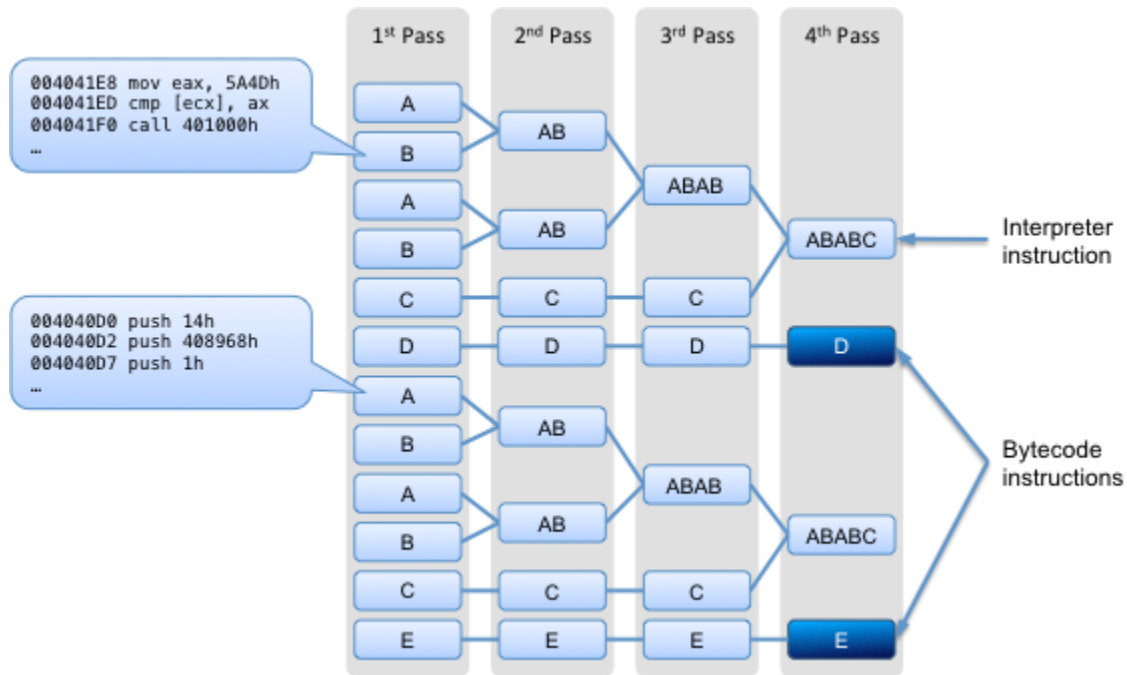 1st Pass
2nd Pass
3rd Pass
4th Pass
004041E8 mov eax, 5A4Dh
004041ED cmp [ecx], ax
004041F0 call 401000h
…
A
B
A
B
C
D
A
B
A
B
C
E
AB
AB
C
D
AB
AB
C
E
ABAB
C
D
ABAB
C
E
ABABC
D
ABABC
E
004040D0 push 14h
004040D2 push 408968h
004040D7 push 1h
…
Interpreter
instruction
Bytecode
instructions